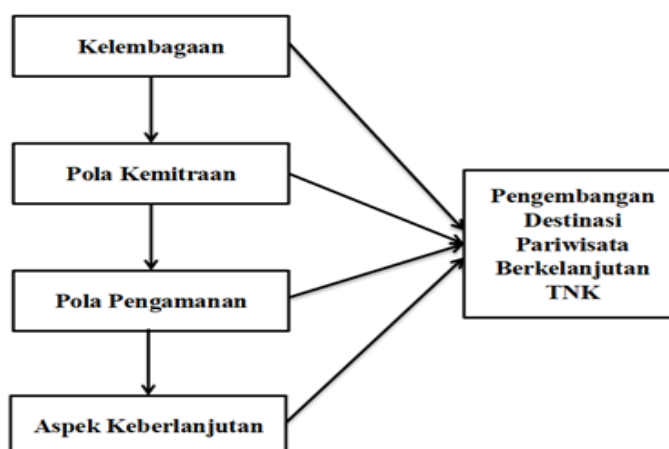 Kelembagaan
Pola Kemitraan
Pola Pengamanan
Aspek Keberlanjutan
Pengembangan
Destinasi
Pariwisata
Berkelanjutan
TNK